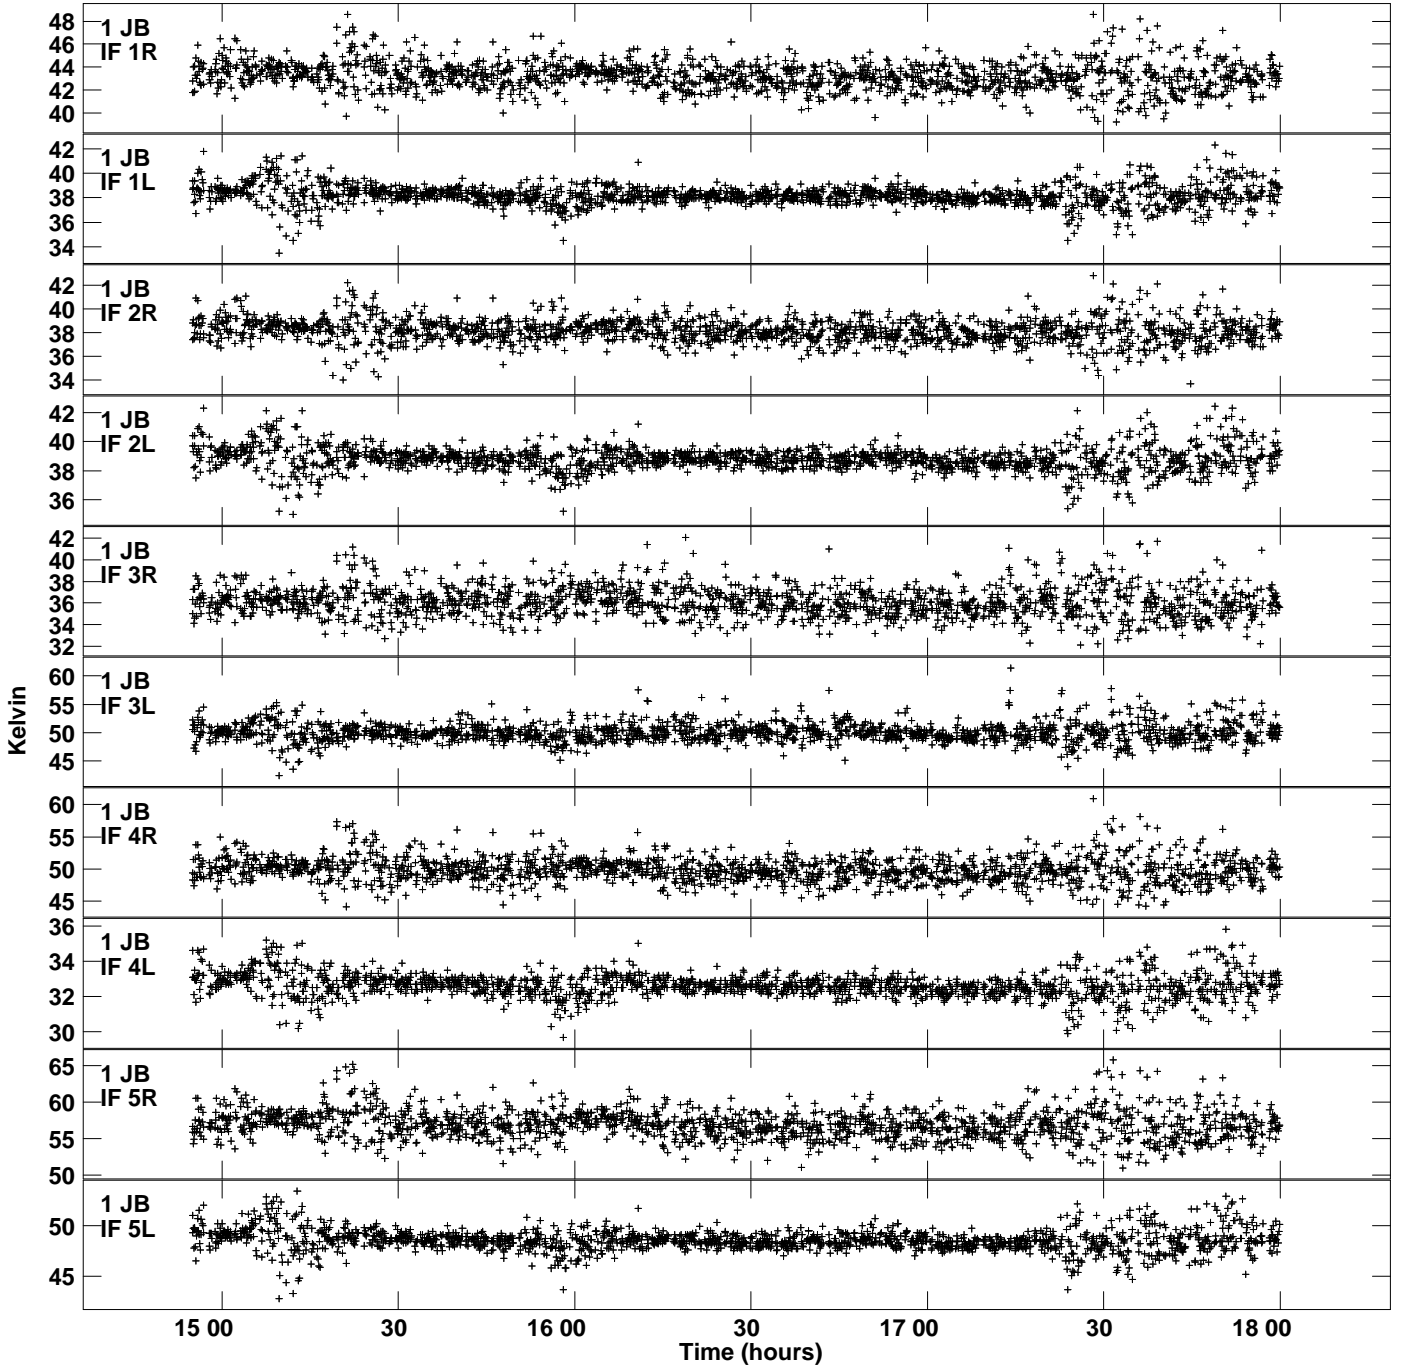 48
46
44
42
40
1 JB
IF 1R
42
40
38
36
34
1 JB
IF 1L
42
40
38
36
34
1 JB
IF 2R
42
40
38
36
1 JB
IF 2L
42
40
38
36
34
32
1 JB
IF 3R
60
55
50
45
1 JB
IF 3L
60
55
50
45
1 JB
IF 4R
36
34
32
30
1 JB
IF 4L
65
60
55
50
1 JB
IF 5R
50
45
1 JB
IF 5L
Kelvin
15 00 30 16 00 30 17 00 30 18 00
Time (hours)